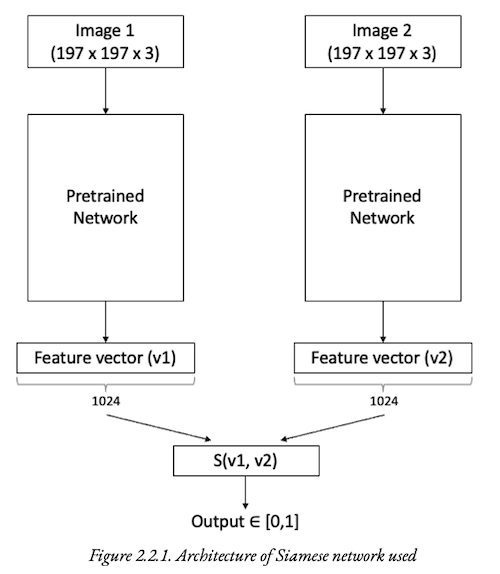 Image 1
(197 x 197 x 3)
Image 2
(197 x 197 x 3)
Pretrained
Network
Pretrained
Network
Feature vector (v1)
Feature vector (v2)
1024
1024
S(v1, v2)
Output ∈ [0,1]
Figure 2.2.1. Architecture of Siamese network used